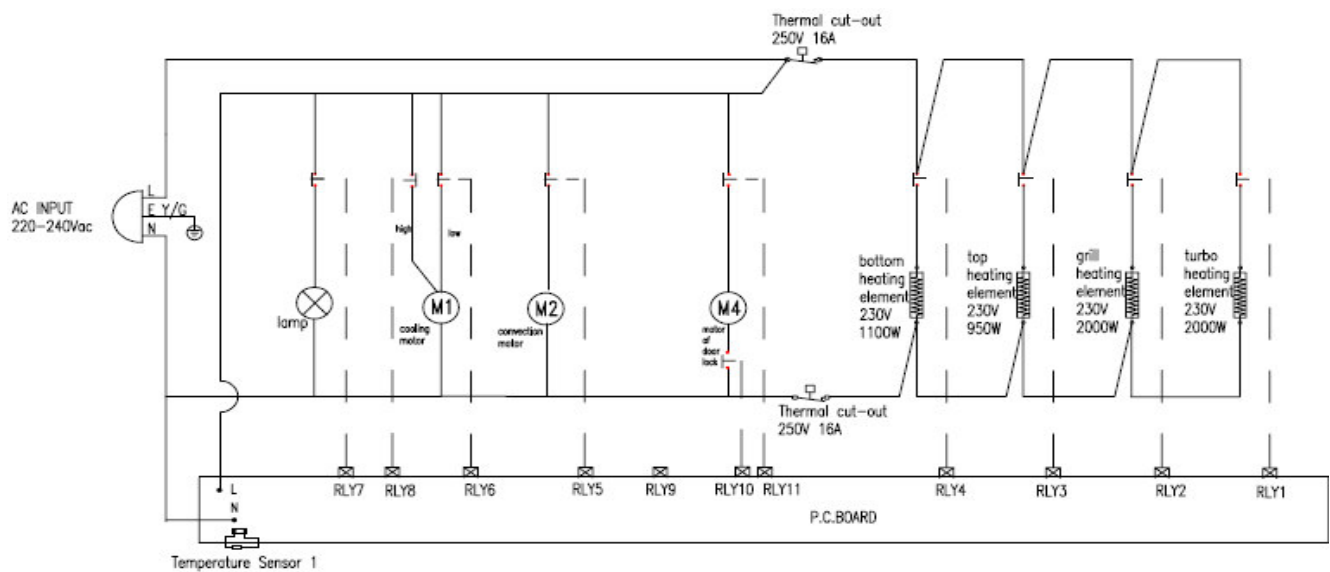 Thermal cut-out
250V 16A
AC INPUT
220-240Vac
L
E Y/G
N
high
low
lamp
M1
cooling
motor
M2
convection
motor
M4
motor
of
door
lock
bottom
heating
element
230V
1100W
top
heating
element
230V
950W
grill
heating
element
230V
2000W
turbo
heating
element
230V
2000W
Thermal cut-out
250V 16A
L
N
RLY7
RLY8
RLY6
RLY5
RLY9
RLY10
RLY11
RLY4
RLY3
RLY2
RLY1
P.C.BOARD
Temperature Sensor 1